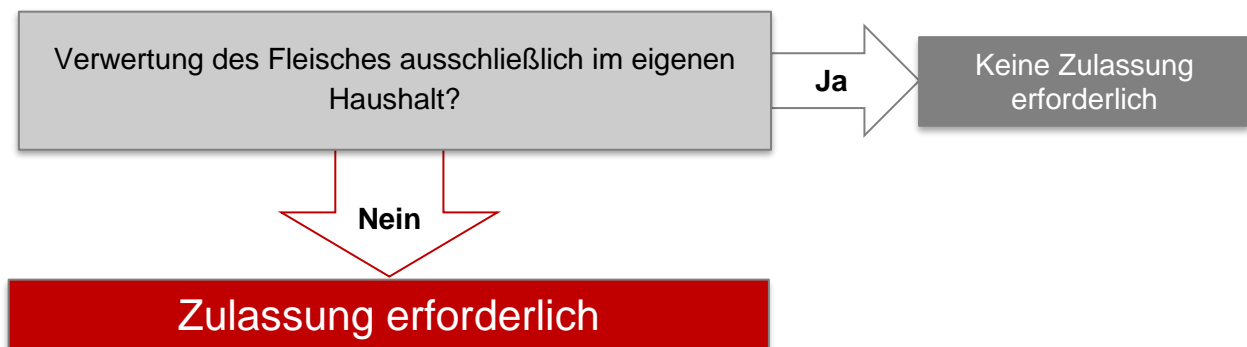 Verwertung des Fleisches ausschließlich im eigenen
Haushalt?
Ja
Keine Zulassung
erforderlich
Nein
Zulassung erforderlich